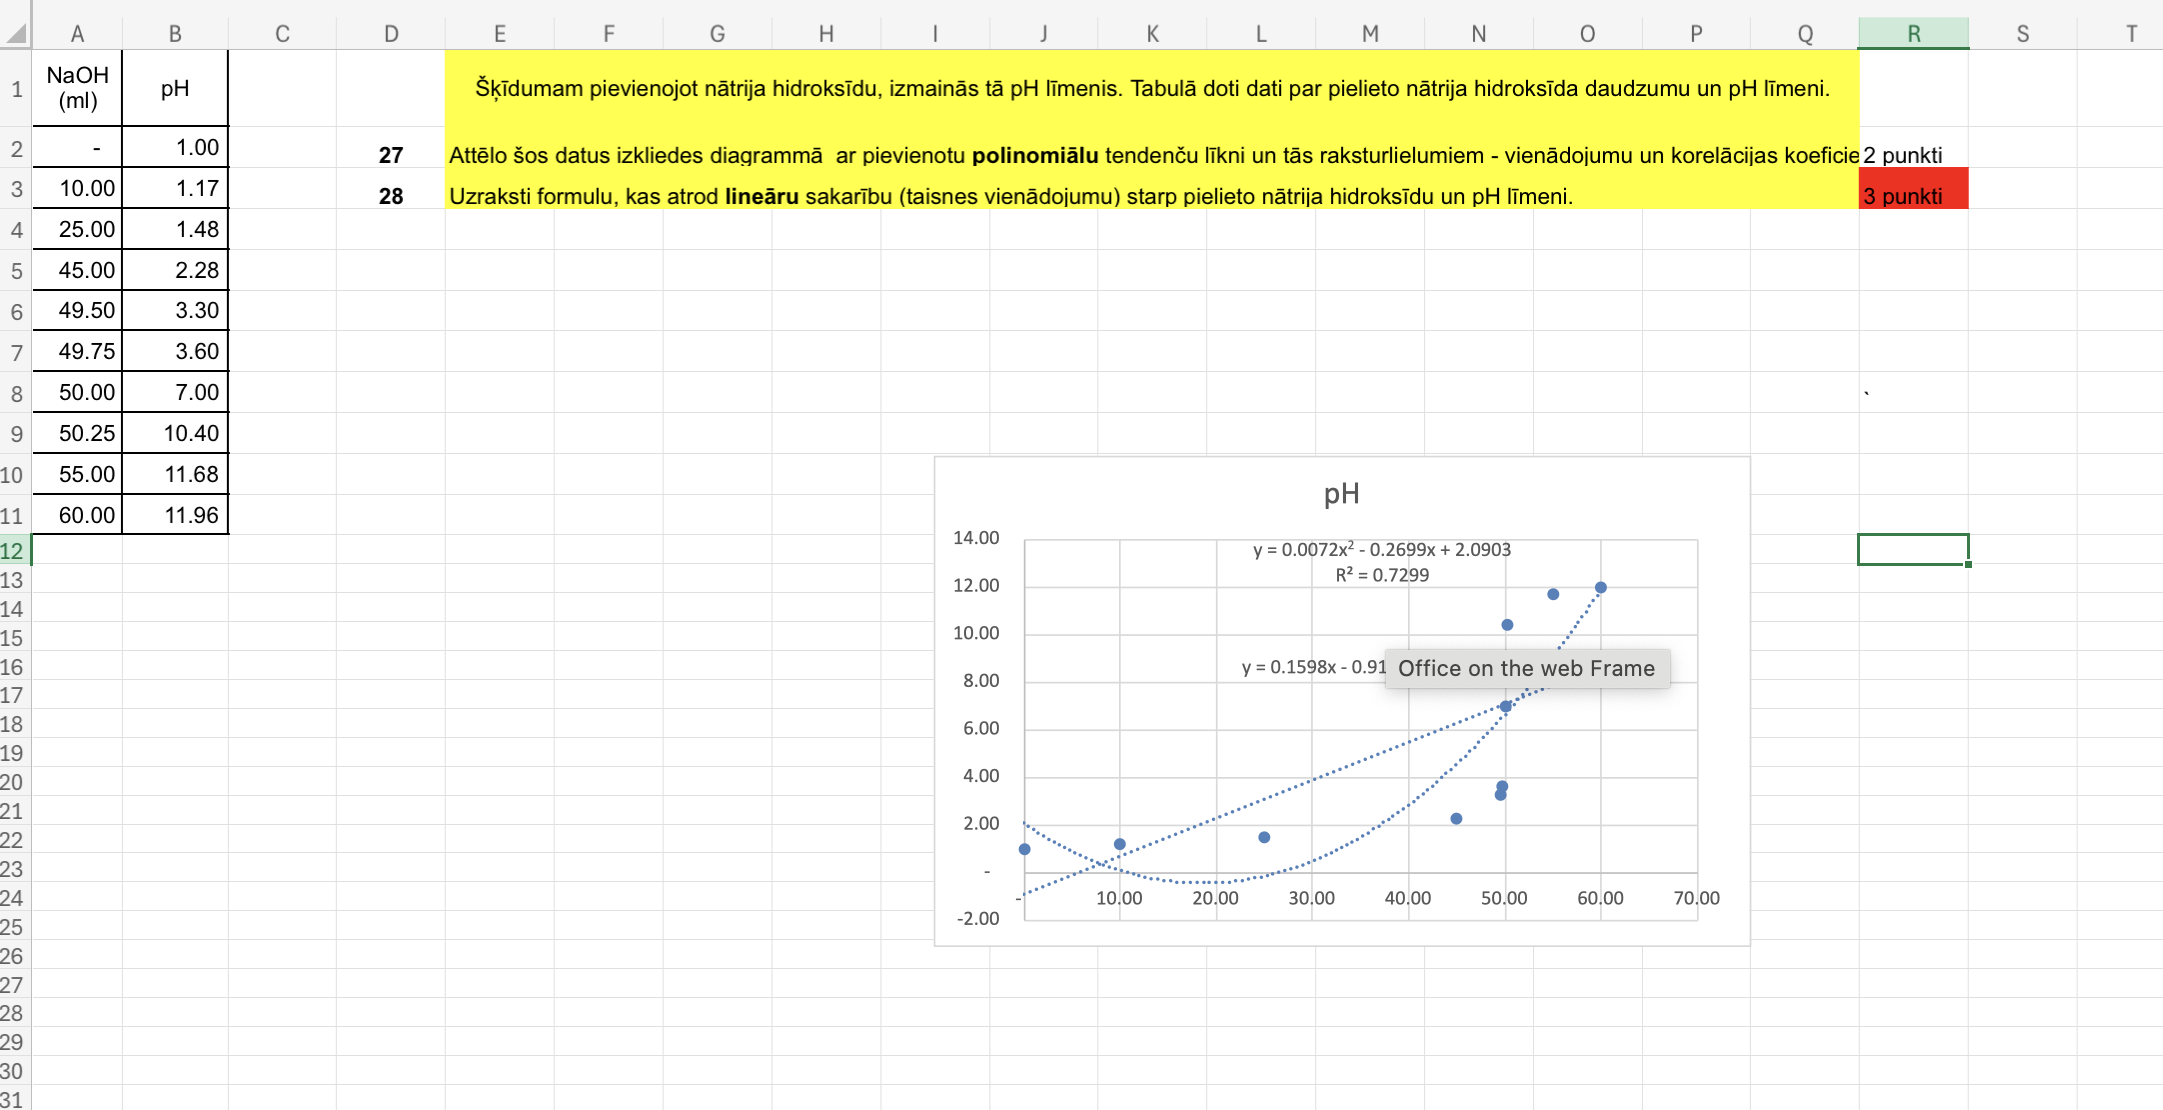 A B C D E F G H I J K L M N O P Q R S T
1 NaOH (ml) pH Šķīdumam pievienojot nātrija hidroksīdu, izmainās tā pH līmenis. Tabulā doti dati par pielieto nātrija hidroksīda daudzumu un pH līmeni.
2 - 1.00 27 Attēlo šos datus izkliedes diagrammā ar pievienotu polinomiālu tendenču līkni un tās raksturlielumiem - vienādojumu un korelācijas koeficie 2 punkti
3 10.00 1.17 28 Uzraksti formulu, kas atrod lineāru sakarību (taisnes vienādojumu) starp pielieto nātrija hidroksīdu un pH līmeni. 3 punkti
4 25.00 1.48
5 45.00 2.28
6 49.50 3.30
7 49.75 3.60
8 50.00 7.00 `
9 50.25 10.40
10 55.00 11.68
11 60.00 11.96
12
13
14
15
16
17
18
19
20
21
22
23
24
25
26
27
28
29
30
31
pH
14.00
y = 0.0072x² - 0.2699x + 2.0903
R² = 0.7299
12.00
10.00
y = 0.1598x - 0.91
Office on the web Frame
8.00
6.00
4.00
2.00
-
- 10.00 20.00 30.00 40.00 50.00 60.00 70.00
-2.00